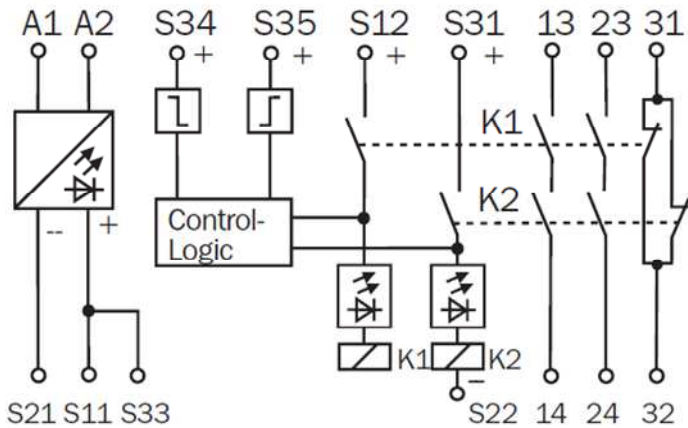 A1 A2 S34 S35 S12 S31 13 23 31
+ + + +
K1
Control-
Logic
K2
-- +
K1 K2
–
S21 S11 S33 S22 14 24 32